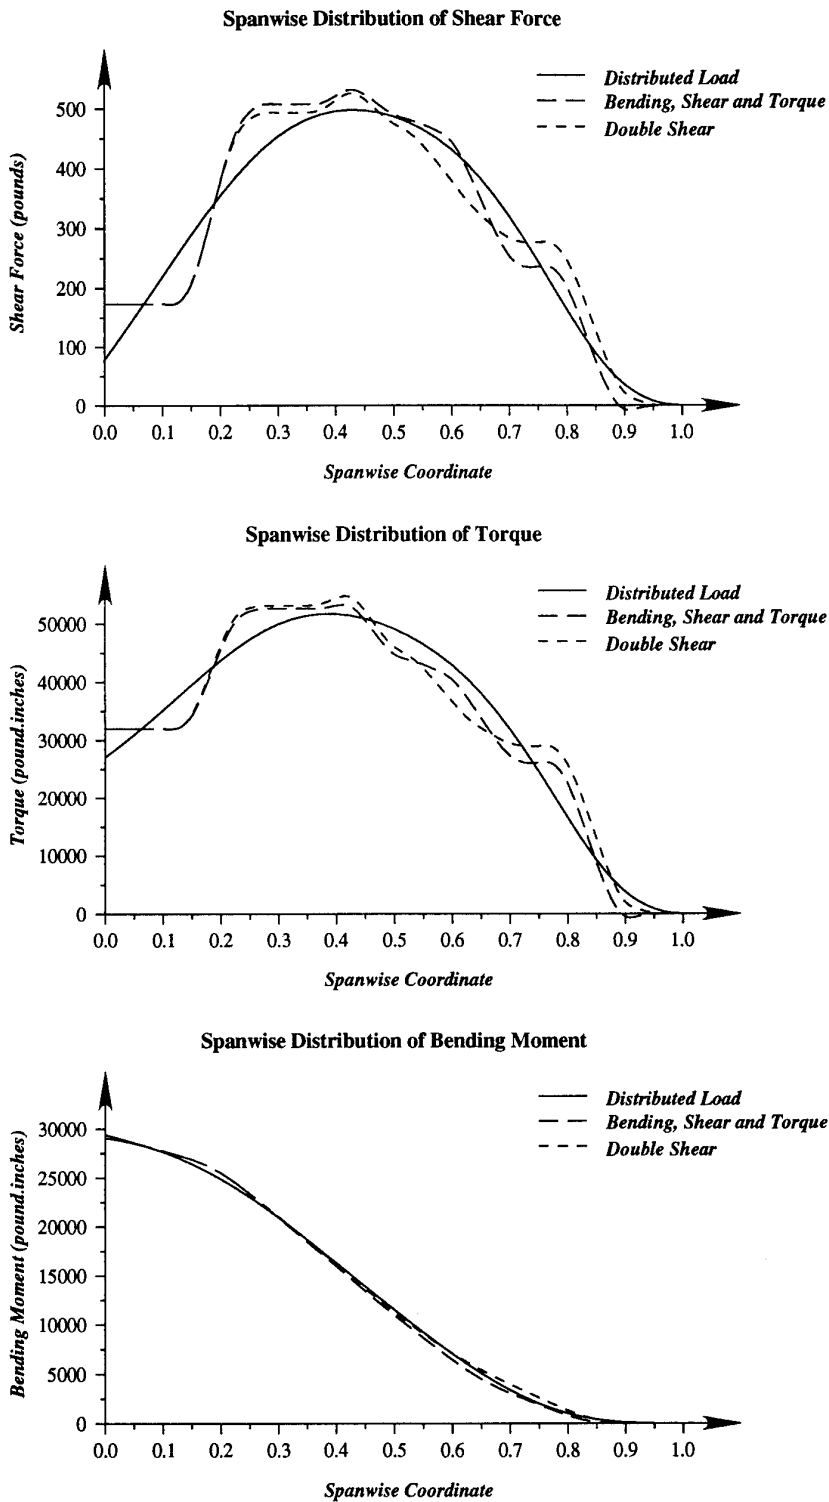 Spanwise Distribution of Shear Force
Distributed Load
Bending, Shear and Torque
Double Shear
Shear Force (pounds)
500
400
300
200
100
0
0.0 0.1 0.2 0.3 0.4 0.5 0.6 0.7 0.8 0.9 1.0
Spanwise Coordinate
Spanwise Distribution of Torque
Distributed Load
Bending, Shear and Torque
Double Shear
Torque (pound.inches)
50000
40000
30000
20000
10000
0
0.0 0.1 0.2 0.3 0.4 0.5 0.6 0.7 0.8 0.9 1.0
Spanwise Coordinate
Spanwise Distribution of Bending Moment
Distributed Load
Bending, Shear and Torque
Double Shear
Bending Moment (pound.inches)
30000
25000
20000
15000
10000
5000
0
0.0 0.1 0.2 0.3 0.4 0.5 0.6 0.7 0.8 0.9 1.0
Spanwise Coordinate